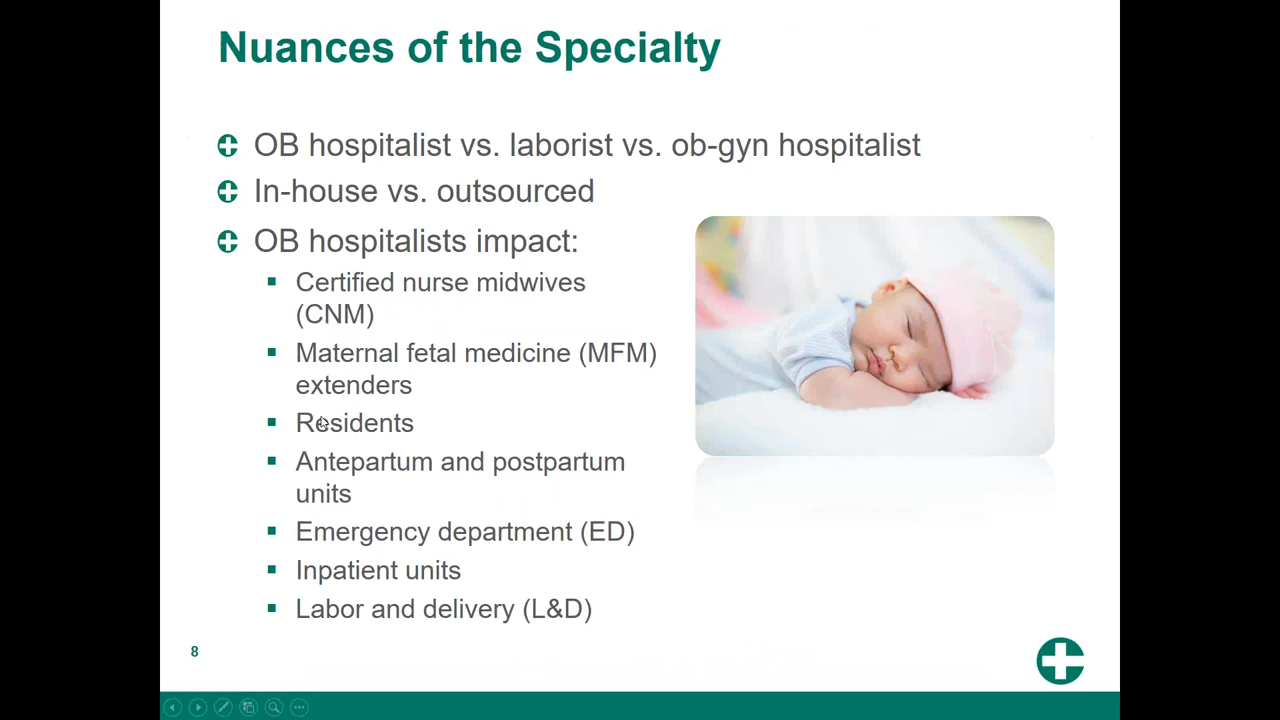 Nuances of the Specialty
OB hospitalist vs. laborist vs. ob-gyn hospitalist
In-house vs. outsourced
OB hospitalists impact:
Certified nurse midwives
(CNM)
Maternal fetal medicine (MFM)
extenders
Residents
Antepartum and postpartum
units
Emergency department (ED)
Inpatient units
Labor and delivery (L&D)
8